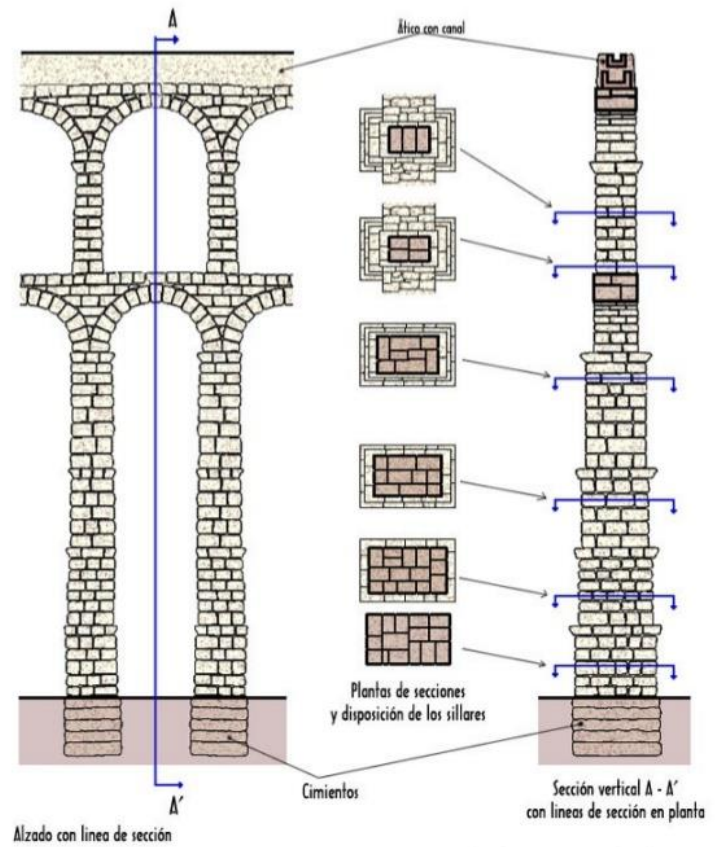 A
Ático con canal
Plantas de secciones
y disposición de los sillares
A'
Cimientos
Sección vertical A - A'
con lineas de sección en planta
Alzado con linea de sección